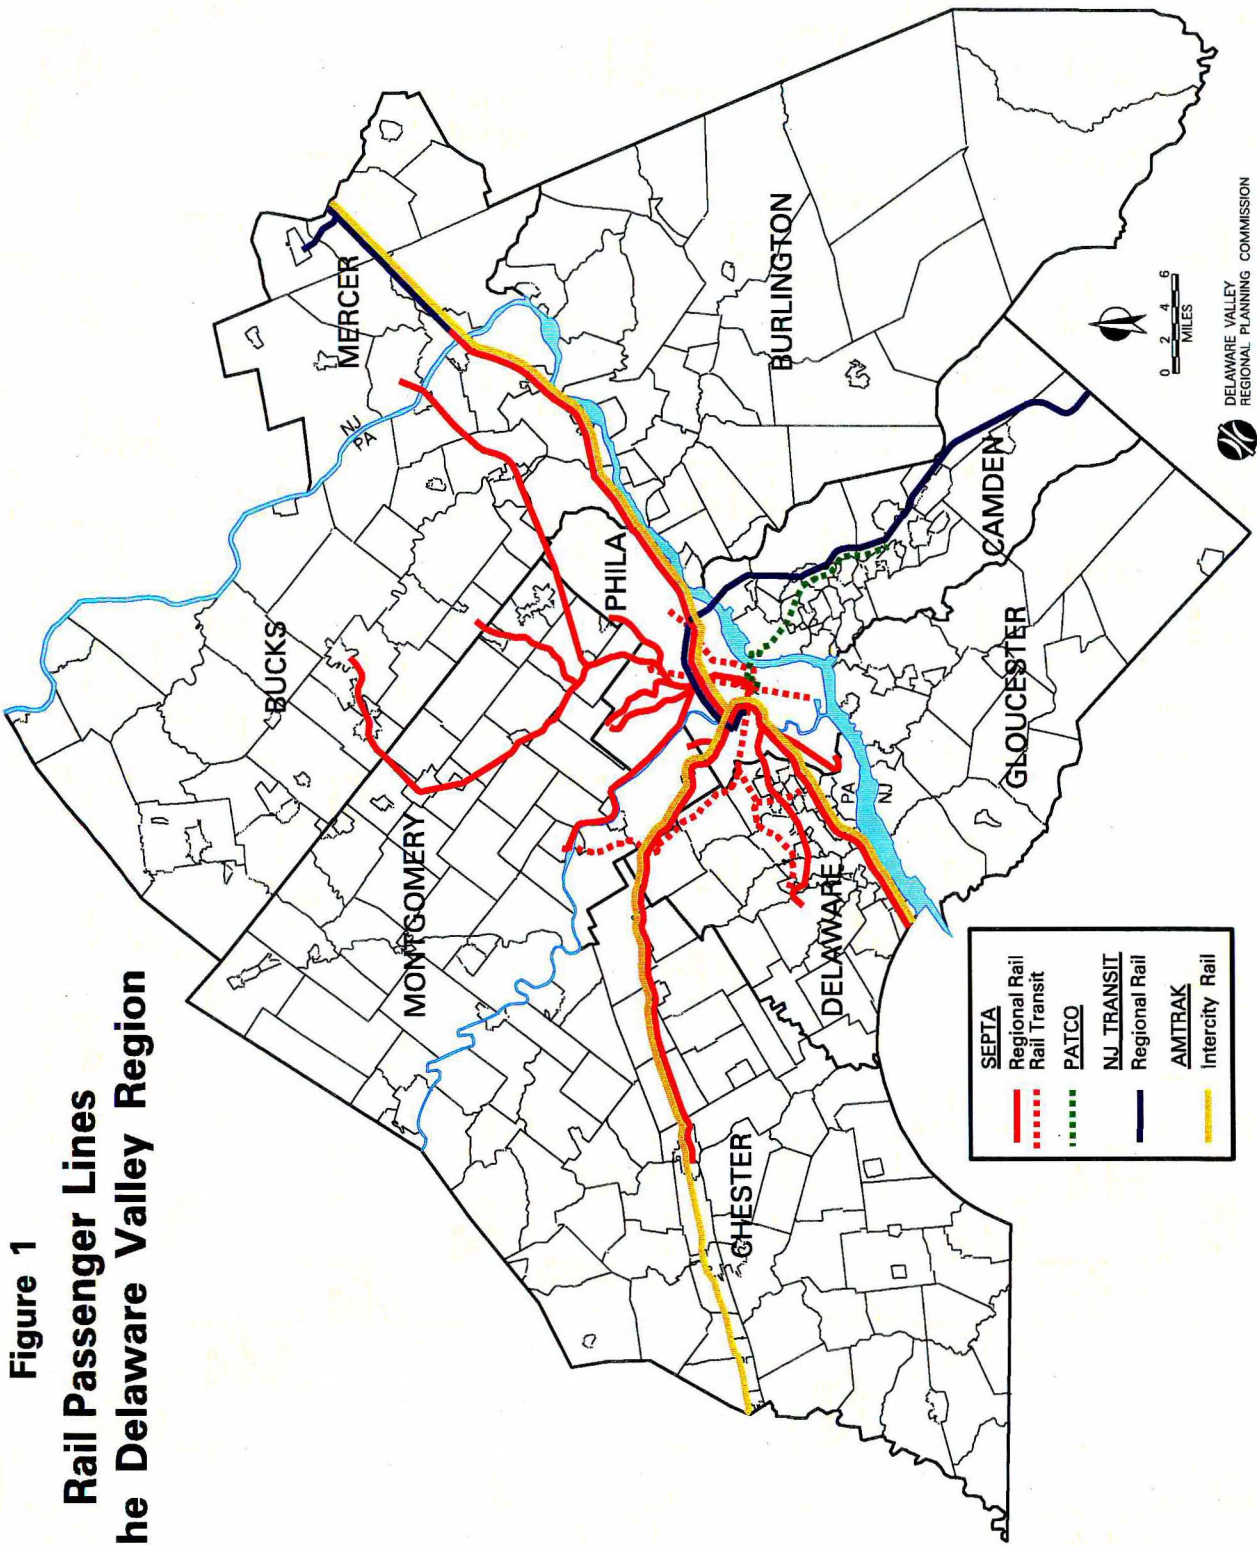 Figure 1
Rail Passenger Lines
he Delaware Valley Region
BUCKS
MERCER
NJ
PA
MONTGOMERY
PHILA
BURLINGTON
CHESTER
DELAWARE
PA
NJ
GLOUCESTER
CAMDEN
SEPTA
Regional Rail
Rail Transit
PATCO
NJ TRANSIT
Regional Rail
AMTRAK
Intercity Rail
0 2 4 6
MILES
DELAWARE VALLEY
REGIONAL PLANNING COMMISSION